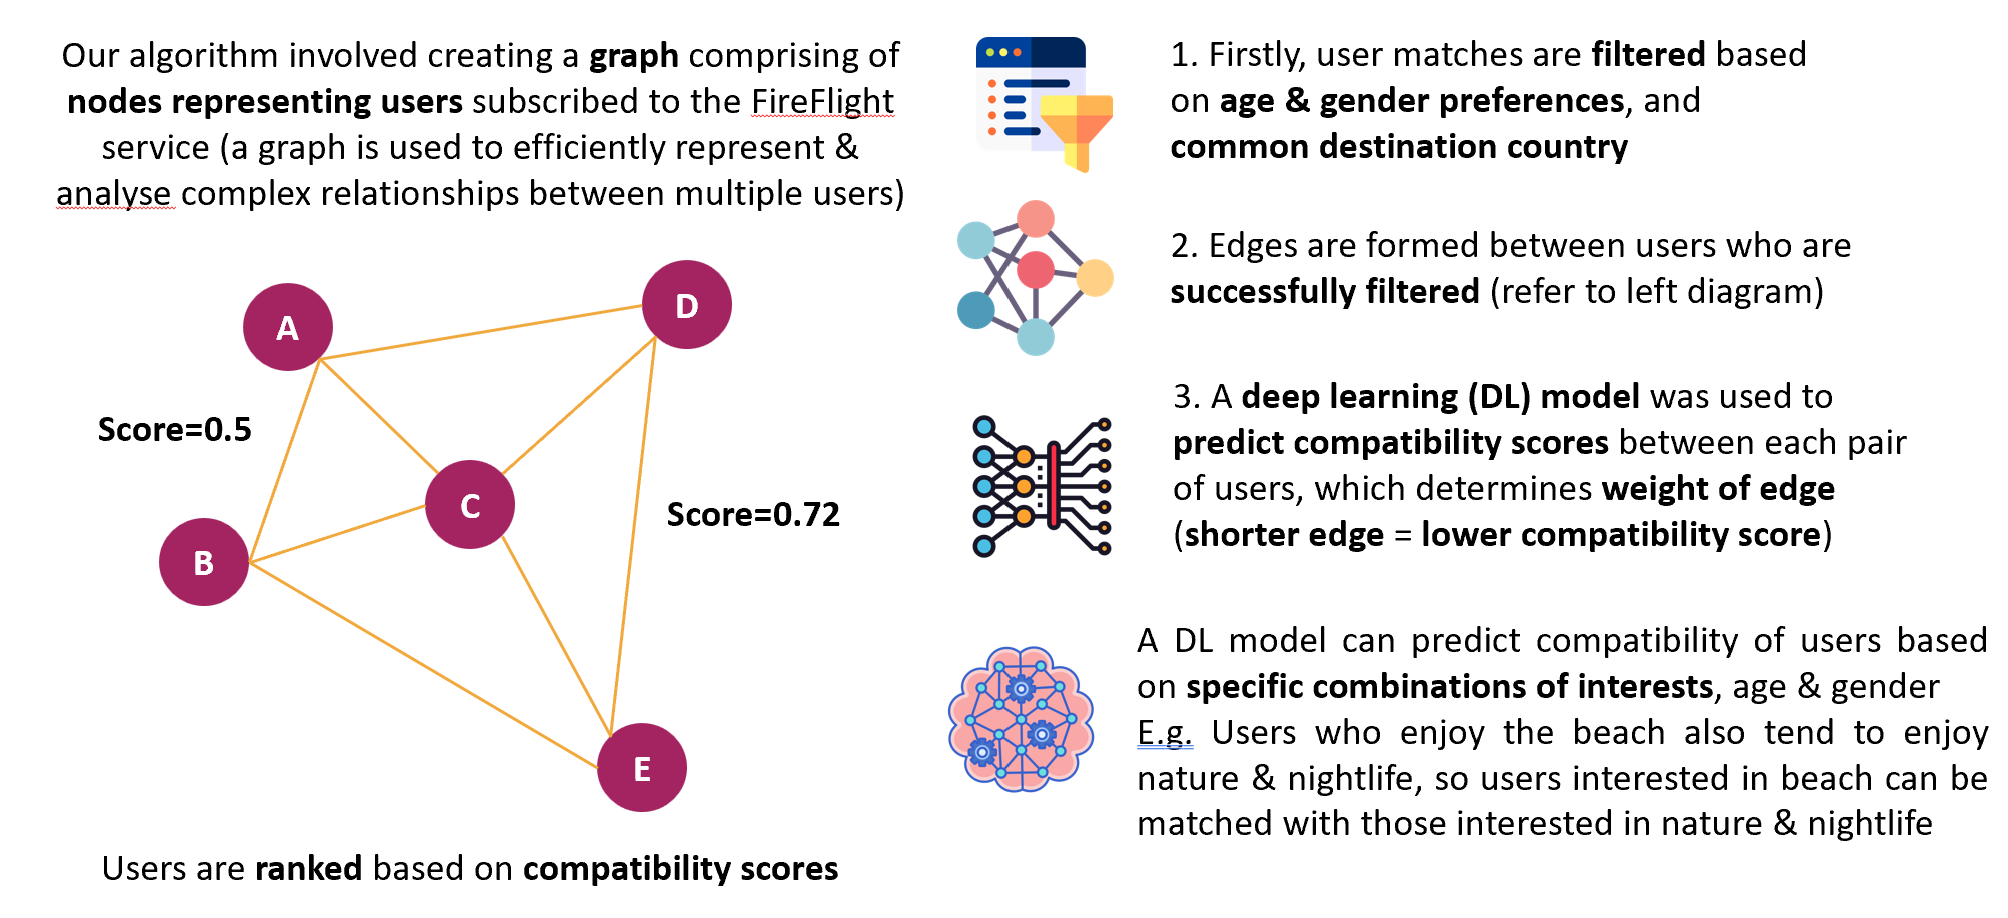 Our algorithm involved creating a graph comprising of
nodes representing users subscribed to the FireFlight
service (a graph is used to efficiently represent &
analyse complex relationships between multiple users)
A
D
Score=0.5
C
Score=0.72
B
E
Users are ranked based on compatibility scores
1. Firstly, user matches are filtered based
on age & gender preferences, and
common destination country
2. Edges are formed between users who are
successfully filtered (refer to left diagram)
3. A deep learning (DL) model was used to
predict compatibility scores between each pair
of users, which determines weight of edge
(shorter edge = lower compatibility score)
A DL model can predict compatibility of users based
on specific combinations of interests, age & gender
E.g. Users who enjoy the beach also tend to enjoy
nature & nightlife, so users interested in beach can be
matched with those interested in nature & nightlife